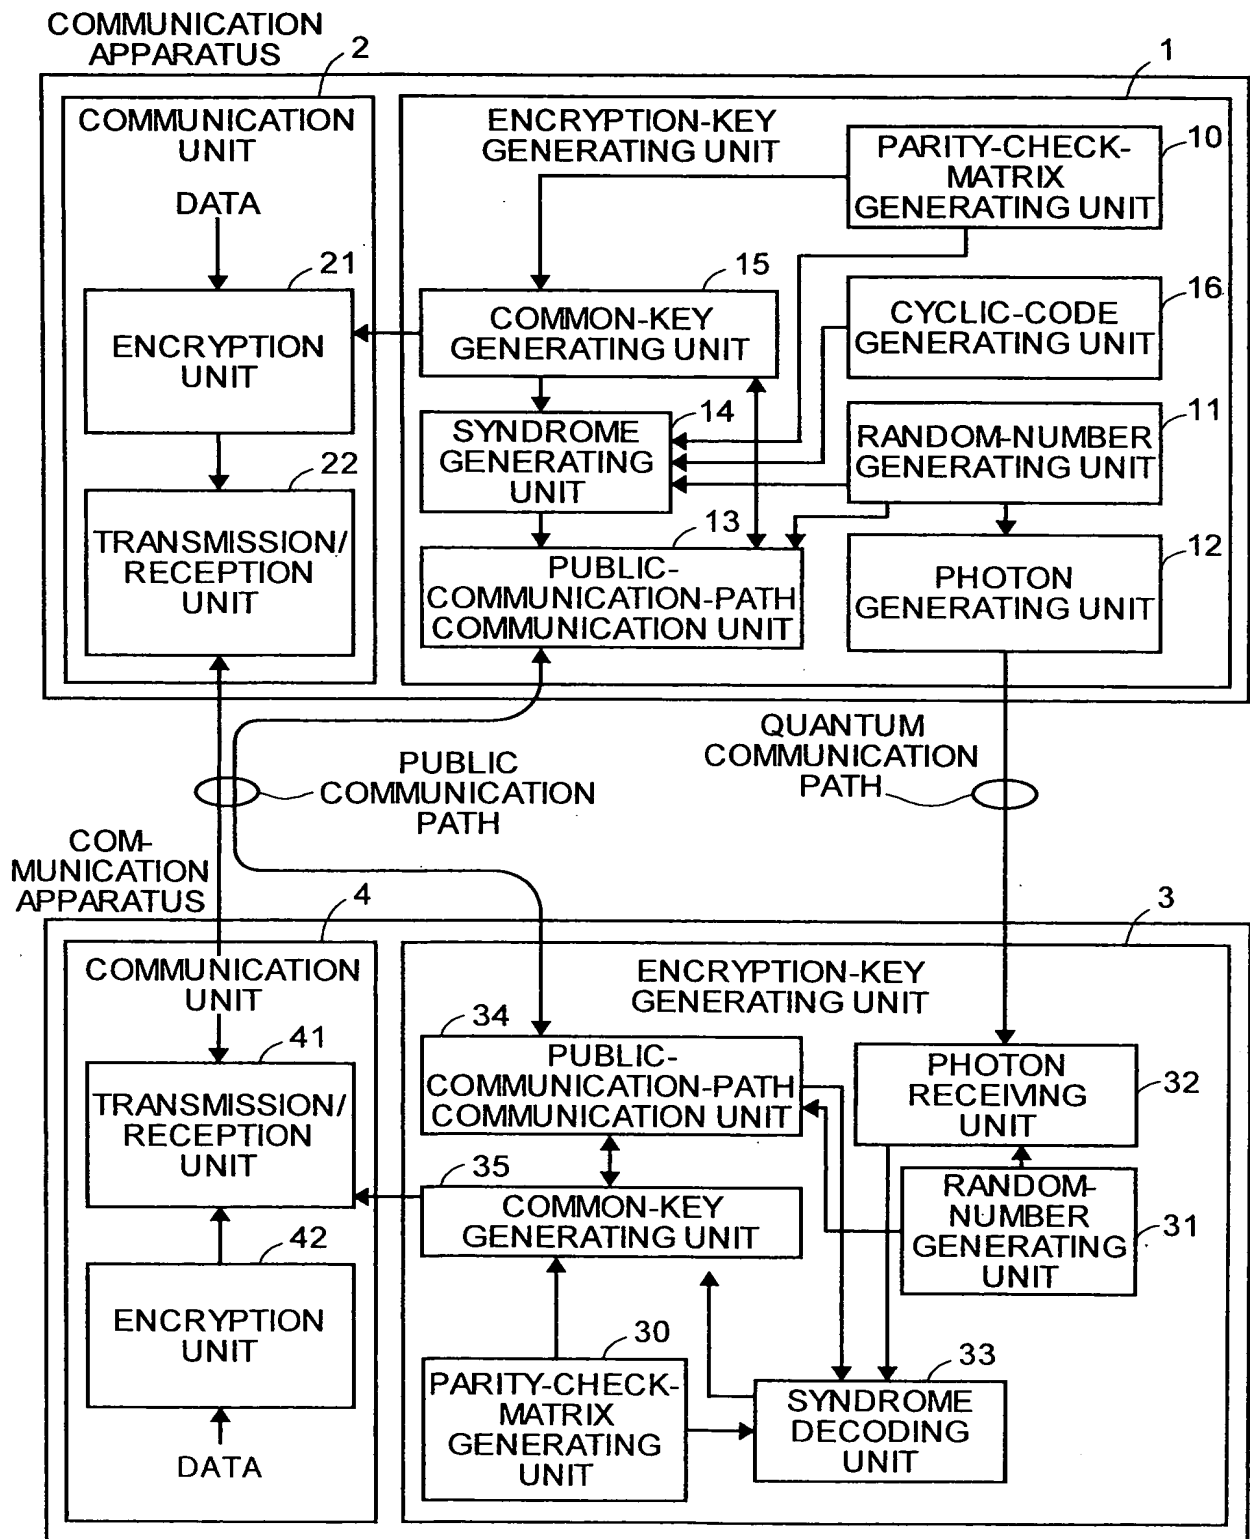 COMMUNICATION
APPARATUS
2
1
COMMUNICATION
UNIT
DATA
21
ENCRYPTION
UNIT
22
TRANSMISSION/
RECEPTION
UNIT
ENCRYPTION-KEY
GENERATING UNIT
PARITY-CHECK-
MATRIX
GENERATING UNIT
10
15
COMMON-KEY
GENERATING UNIT
CYCLIC-CODE
GENERATING UNIT
16
14
SYNDROME
GENERATING
UNIT
RANDOM-NUMBER
GENERATING UNIT
11
13
PUBLIC-
COMMUNICATION-PATH
COMMUNICATION UNIT
PHOTON
GENERATING UNIT
12
PUBLIC
COMMUNICATION
PATH
QUANTUM
COMMUNICATION
PATH
COM-
MUNICATION
APPARATUS
4
3
COMMUNICATION
UNIT
41
TRANSMISSION/
RECEPTION
UNIT
42
ENCRYPTION
UNIT
DATA
ENCRYPTION-KEY
GENERATING UNIT
34
PUBLIC-
COMMUNICATION-PATH
COMMUNICATION UNIT
PHOTON
RECEIVING
UNIT
32
35
COMMON-KEY
GENERATING UNIT
RANDOM-
NUMBER
GENERATING
UNIT
31
30
PARITY-CHECK-
MATRIX
GENERATING
UNIT
33
SYNDROME
DECODING
UNIT